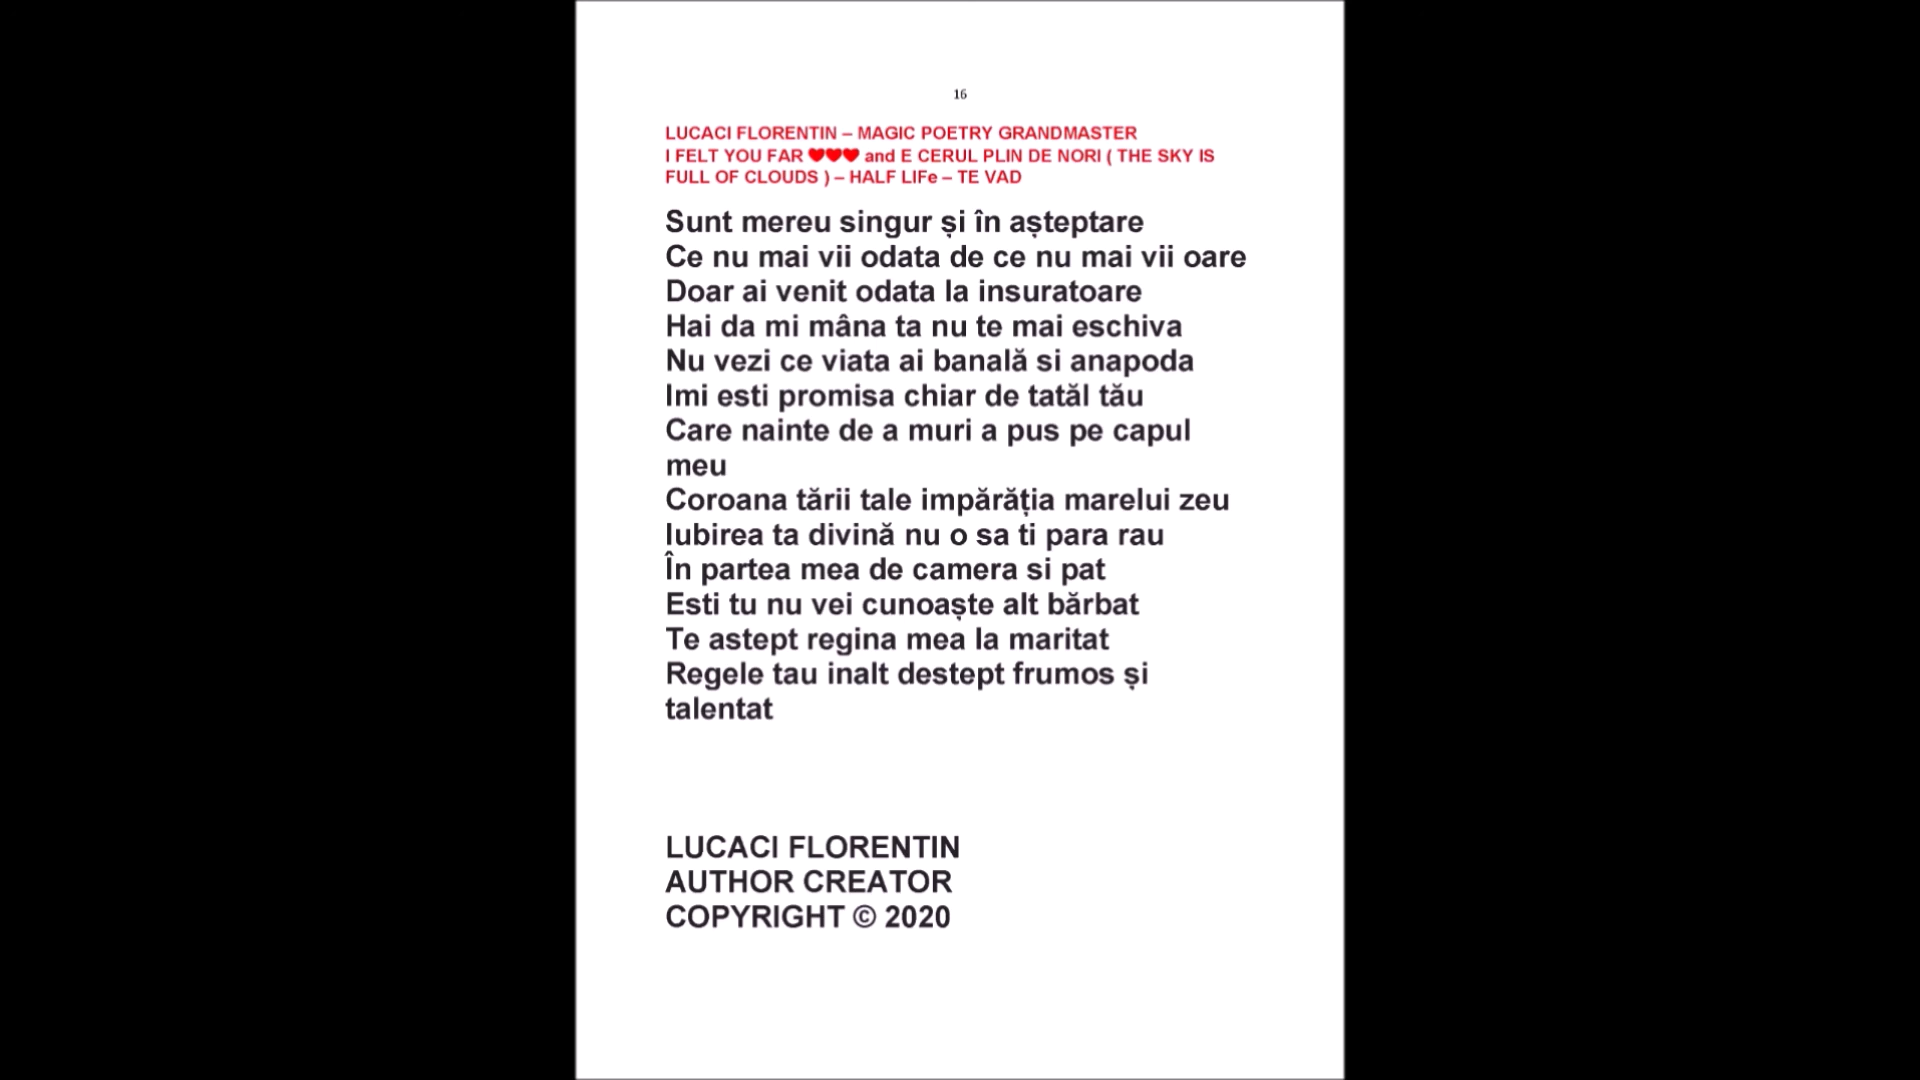 16
LUCACI FLORENTIN – MAGIC POETRY GRANDMASTER
I FELT YOU FAR ❤❤❤ and E CERUL PLIN DE NORI ( THE SKY IS
FULL OF CLOUDS ) – HALF LIFe – TE VAD
Sunt mereu singur și în așteptare
Ce nu mai vii odata de ce nu mai vii oare
Doar ai venit odata la insuratoare
Hai da mi mâna ta nu te mai eschiva
Nu vezi ce viata ai banală si anapoda
Imi esti promisa chiar de tatăl tău
Care nainte de a muri a pus pe capul
meu
Coroana tării tale impărăția marelui zeu
Iubirea ta divină nu o sa ti para rau
În partea mea de camera si pat
Esti tu nu vei cunoaște alt bărbat
Te astept regina mea la maritat
Regele tau inalt destept frumos și
talentat
LUCACI FLORENTIN
AUTHOR CREATOR
COPYRIGHT © 2020